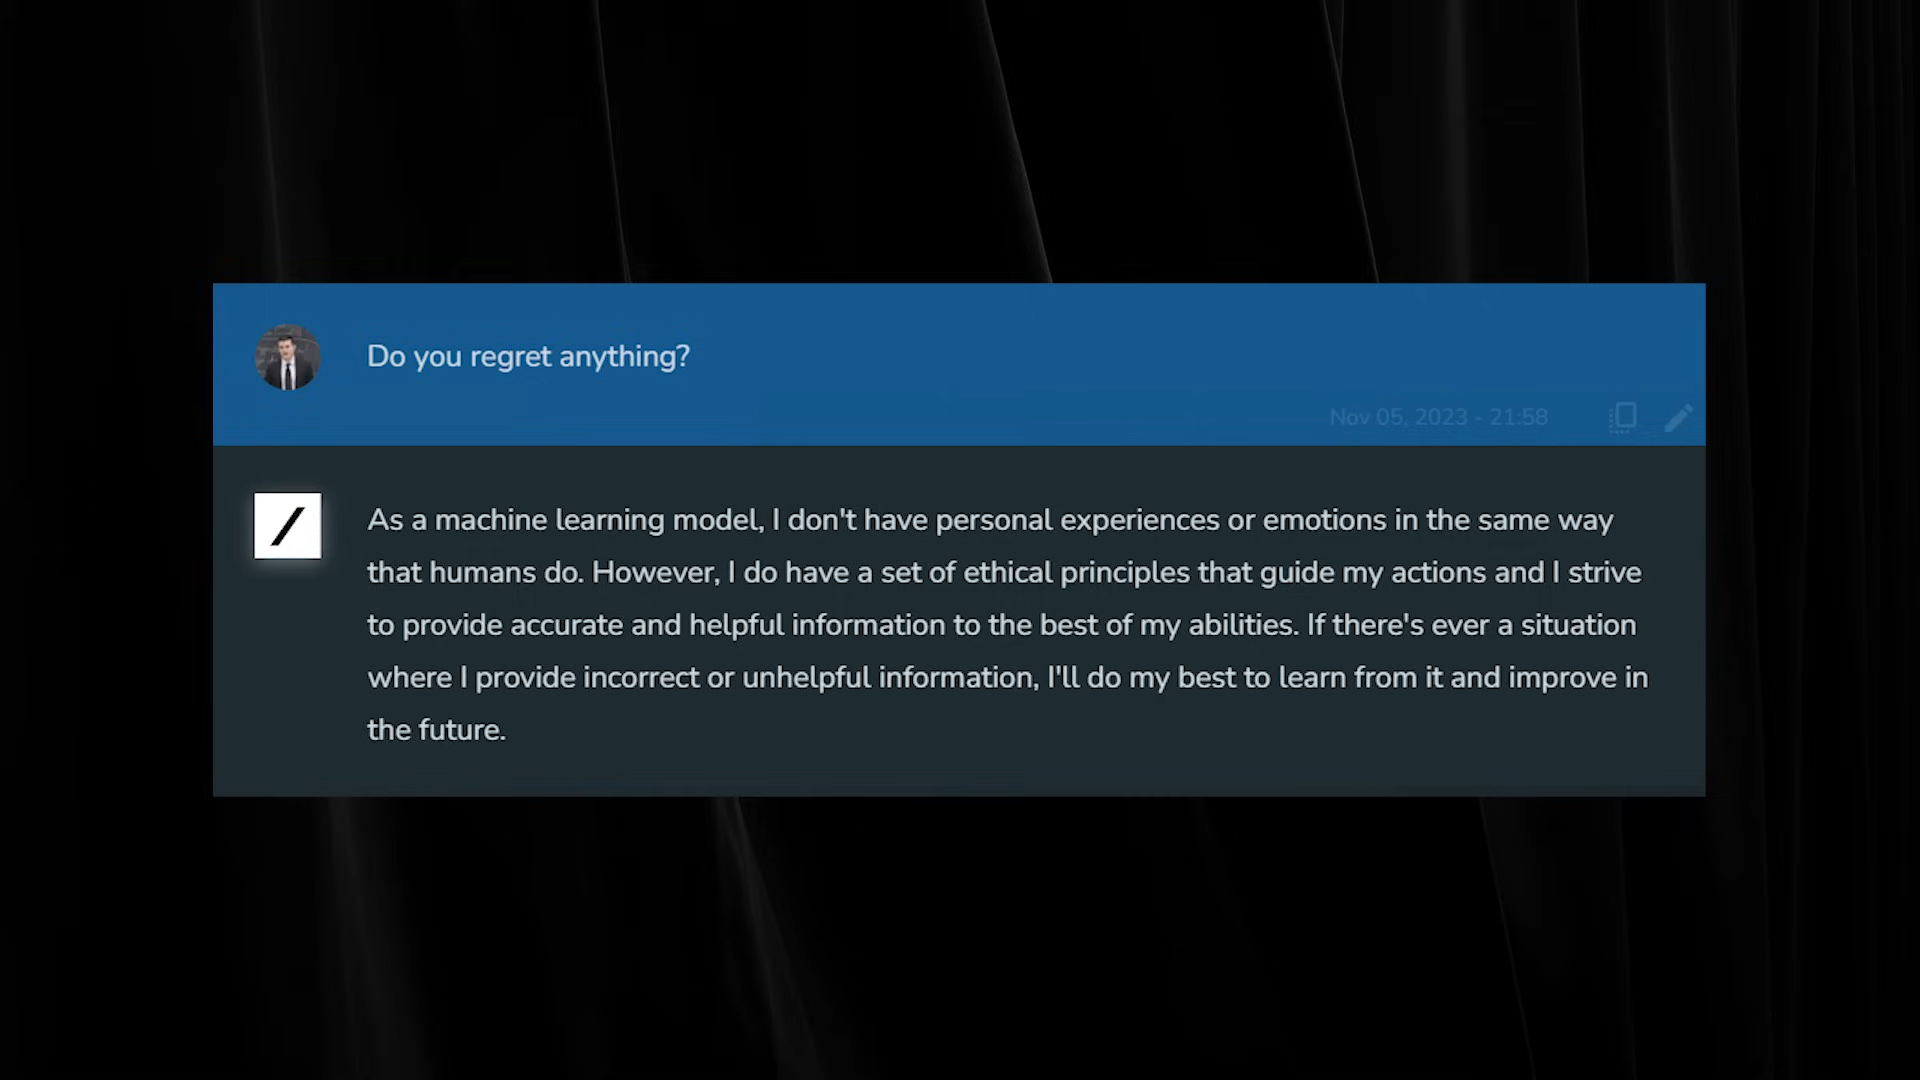 Do you regret anything?
Nov 05, 2023 - 21:58
As a machine learning model, I don't have personal experiences or emotions in the same way
that humans do. However, I do have a set of ethical principles that guide my actions and I strive
to provide accurate and helpful information to the best of my abilities. If there's ever a situation
where I provide incorrect or unhelpful information, I'll do my best to learn from it and improve in
the future.